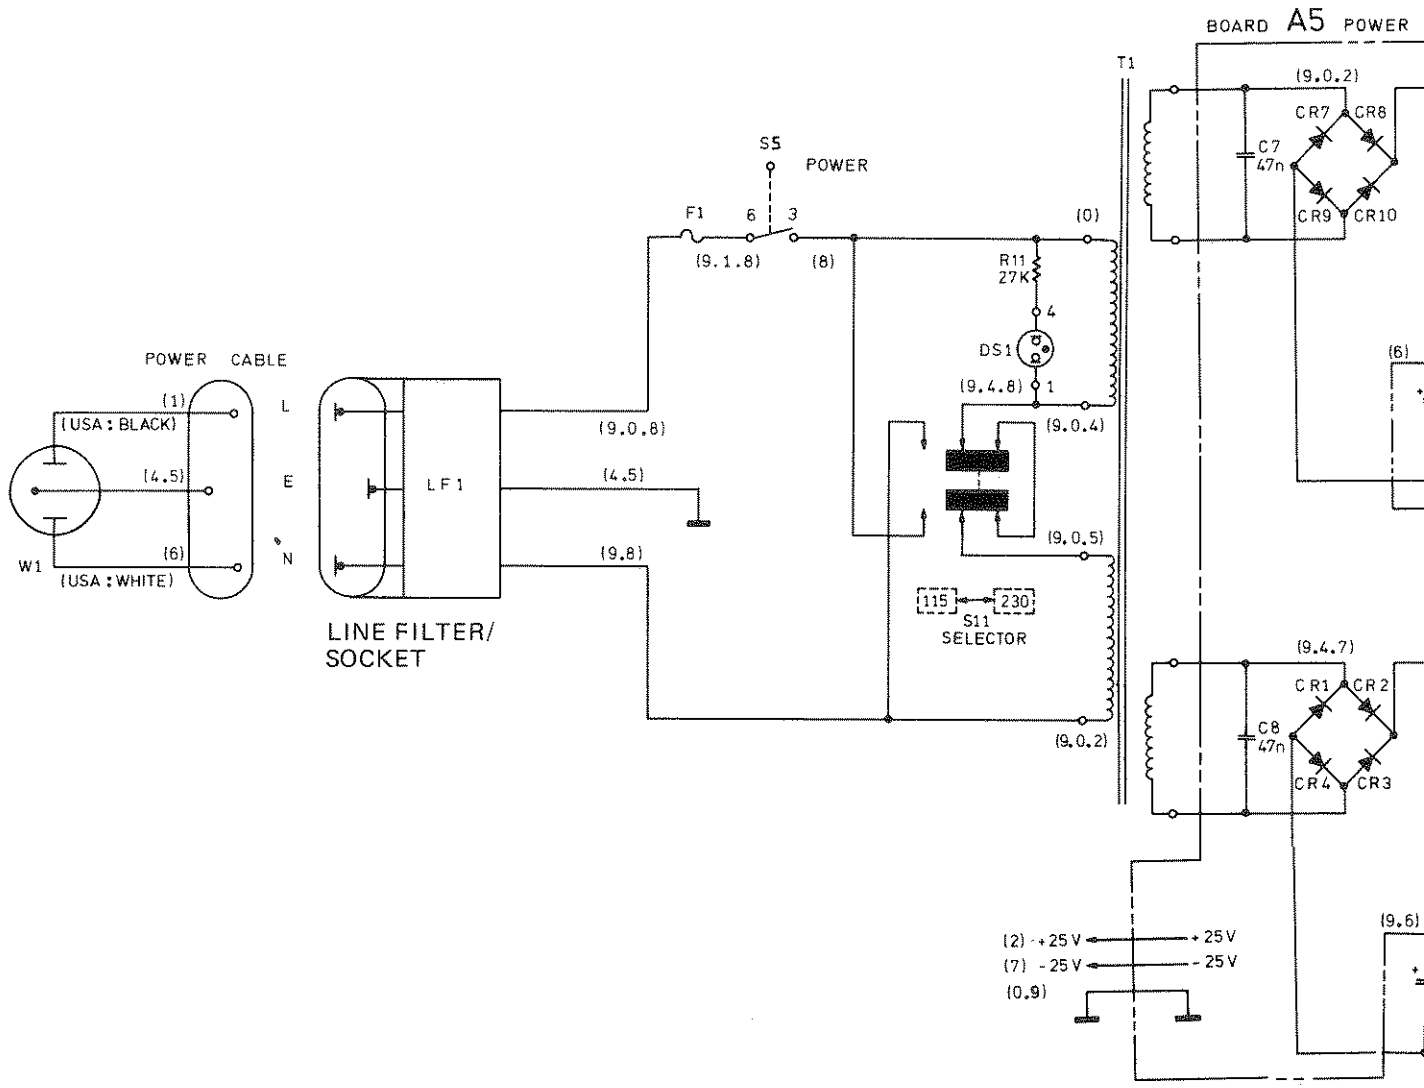 BOARD A5 POWER
T1
(9.0.2)
CR7 CR8
C7
47n
CR9 CR10
S5
POWER
F1
6 3
(0)
(9.1.8)
(8)
R11
27K
4
DS1
(9.4.8)
1
(9.0.4)
(6)
POWER CABLE
(1)
L
(USA : BLACK)
(9.0.8)
(4.5)
E
LF1
(4.5)
(6)
N
(9.8)
W1
(USA : WHITE)
(9.0.5)
115 230
S11
SELECTOR
LINE FILTER/
SOCKET
(9.4.7)
CR1 CR2
C8
47n
(9.0.2)
CR4 CR3
(9.6)
(2) +25V +25V
(7) -25V -25V
(0.9)
+
+